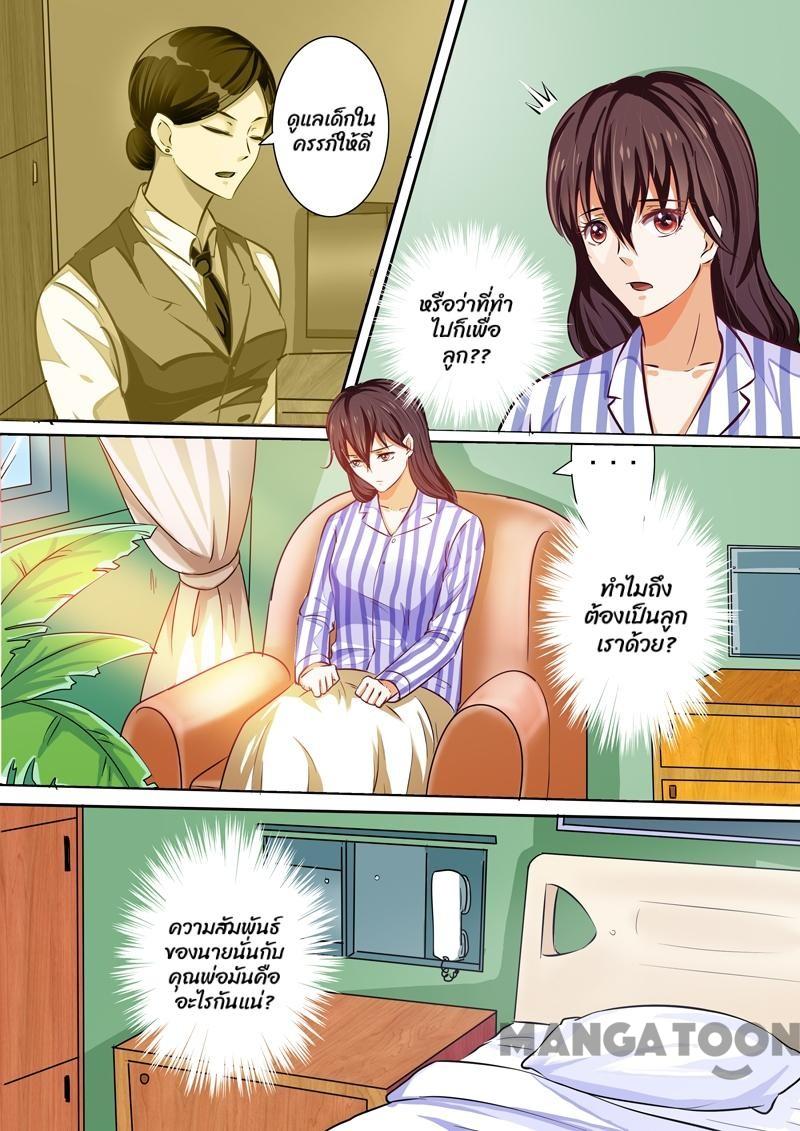 ดูแลเด็กใน
ครรภ์ให้ดี
หรือว่าที่ทำ
ไปก็เพื่อ
ลูก??
...
ทำไมถึง
ต้องเป็นลูก
เราด้วย?
ความสัมพันธ์
ของนายนั่นกับ
คุณพ่อมันคือ
อะไรกันแน่?
MANGATOON